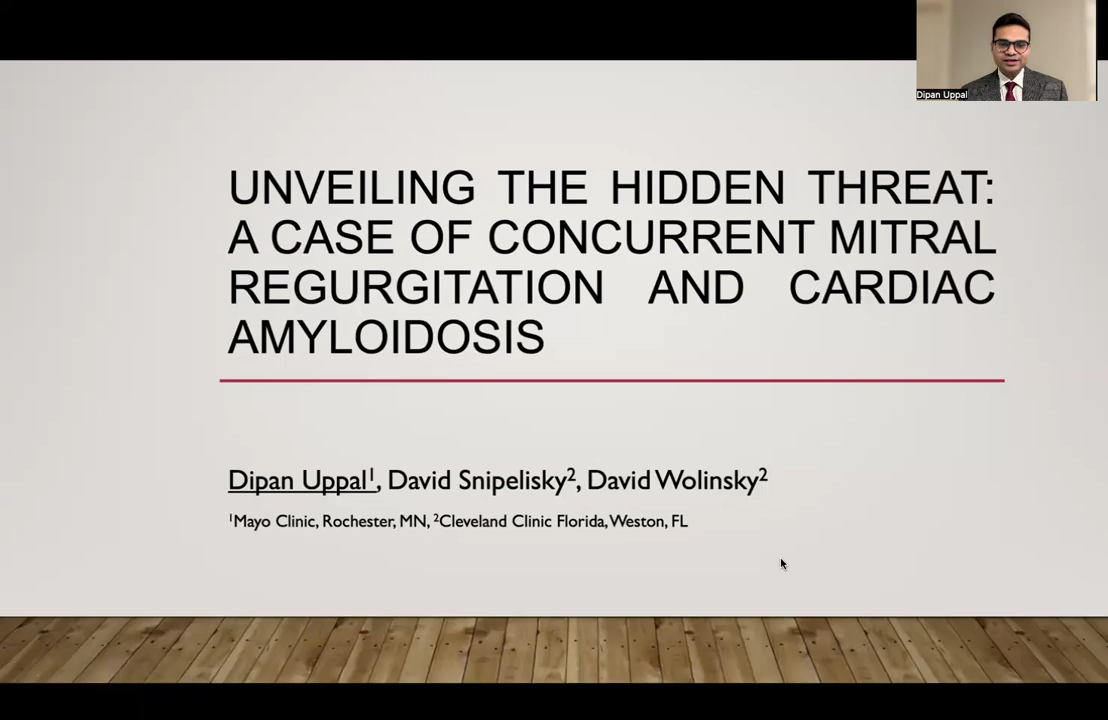 Dipan Uppal
UNVEILING THE HIDDEN THREAT:
A CASE OF CONCURRENT MITRAL
REGURGITATION AND CARDIAC
AMYLOIDOSIS
Dipan Uppal¹, David Snipelisky², David Wolinsky²
¹Mayo Clinic, Rochester, MN, ²Cleveland Clinic Florida, Weston, FL